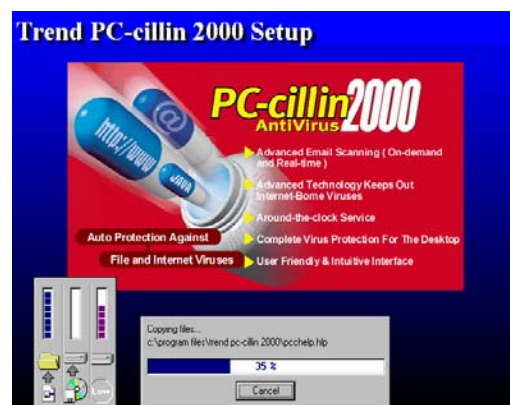 Trend PC-cillin 2000 Setup
PC-cillin 2000
AntiVirus
@
http://www
JAVA
Advanced Email Scanning ( On-demand
and Real-time )
Advanced Technology Keeps Out
Internet-Borne Viruses
Around-the-clock Service
Complete Virus Protection For The Desktop
User Friendly & Intuitive Interface
Auto Protection Against
File and Internet Viruses
Copying files...
c:\program files\trend pc-cillin 2000\pcchelp.hlp
35 %
Cancel
Low